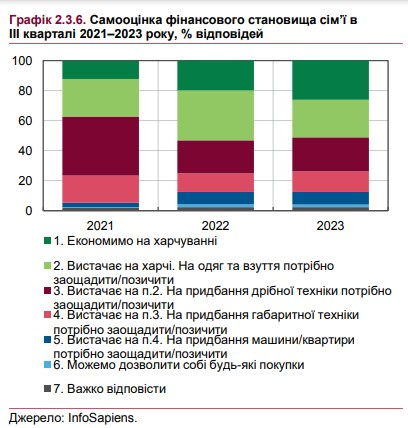 Графік 2.3.6. Самооцінка фінансового становища сім’ї в
III кварталі 2021–2023 року, % відповідей
100
80
60
40
20
0
2021
2022
2023
1. Економимо на харчуванні
2. Вистачає на харчі. На одяг та взуття потрібно
заощадити/позичити
3. Вистачає на п.2. На придбання дрібної техніки потрібно
заощадити/позичити
4. Вистачає на п.3. На придбання габаритної техніки
потрібно заощадити/позичити
5. Вистачає на п.4. На придбання машини/квартири
потрібно заощадити/позичити
6. Можемо дозволити собі будь-які покупки
7. Важко відповісти
Джерело: InfoSapiens.